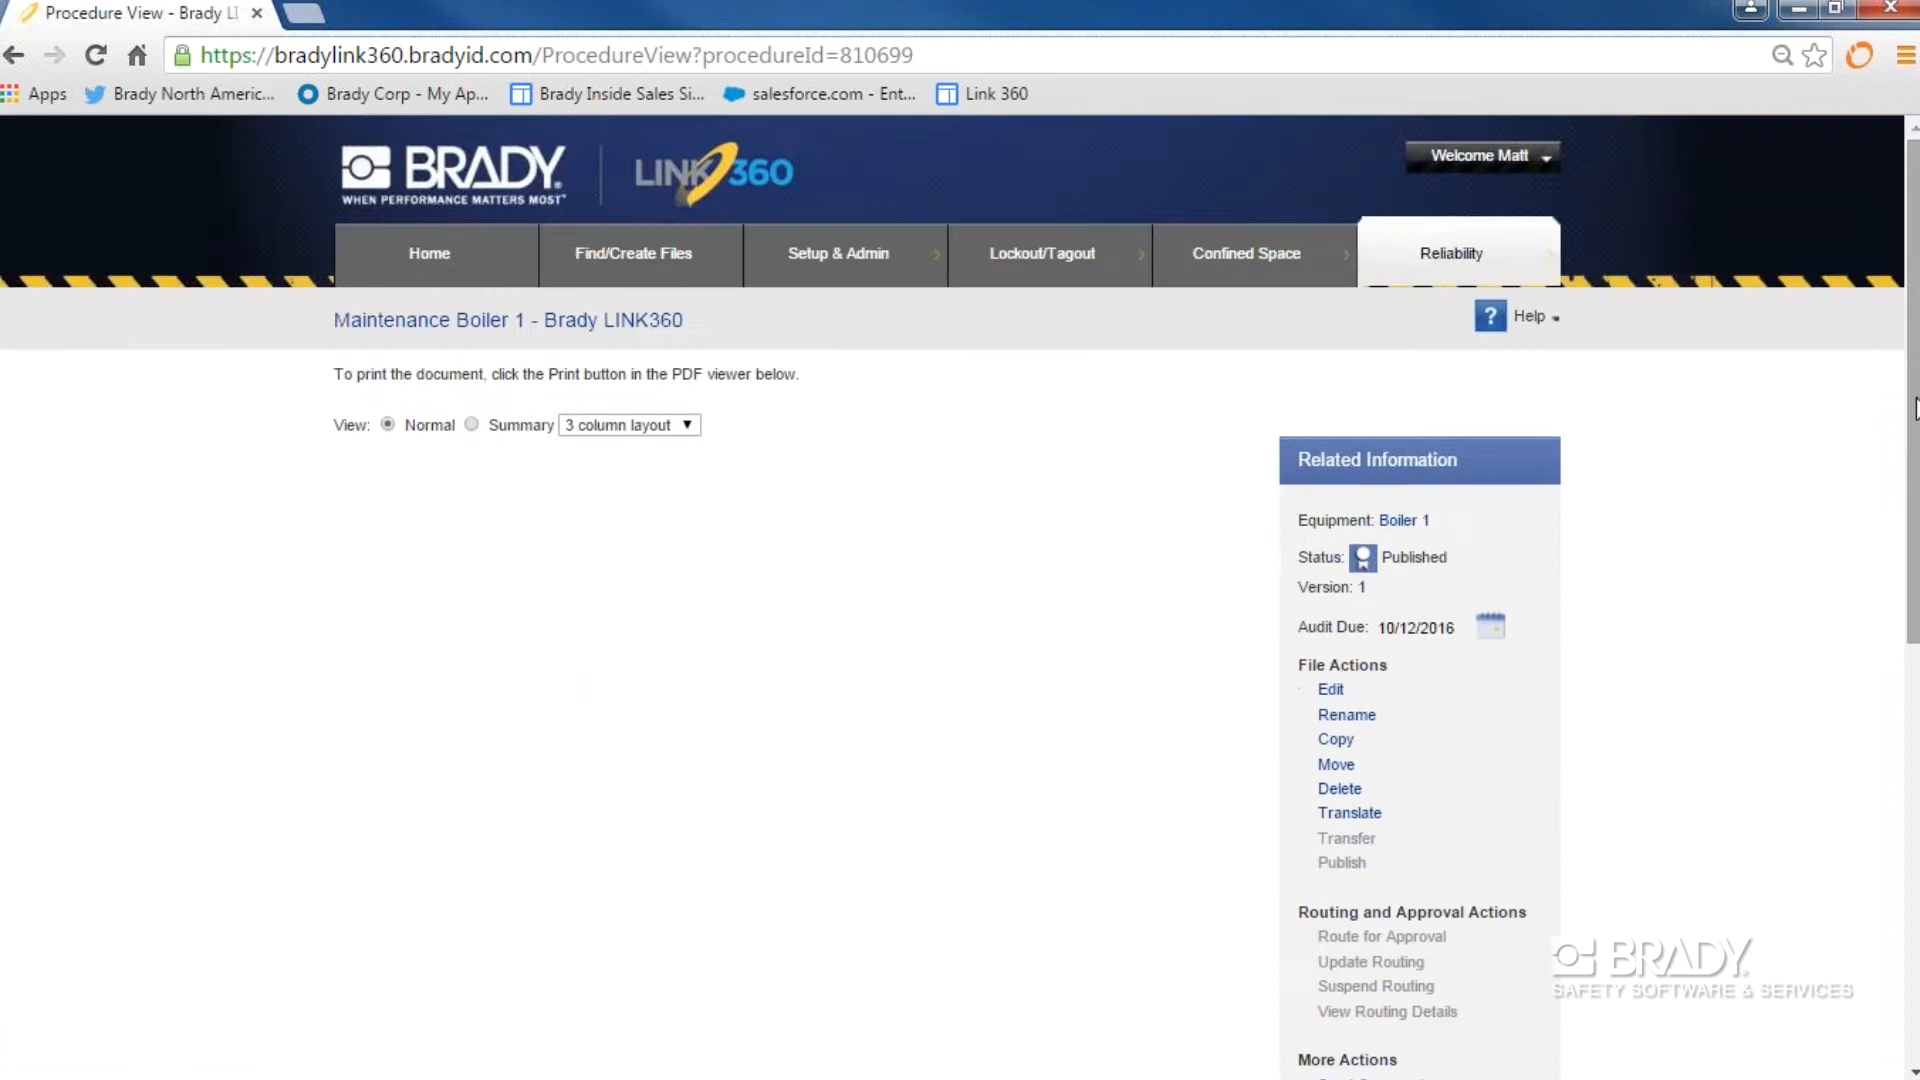 Procedure View - Brady LI
https://bradylink360.bradyid.com/ProcedureView?procedureId=810699
Apps
Brady North Americ...
Brady Corp - My Ap...
Brady Inside Sales Si...
salesforce.com - Ent...
Link 360
BRADY
WHEN PERFORMANCE MATTERS MOST™
LINK360
Welcome Matt
Home
Find/Create Files
Setup & Admin
Lockout/Tagout
Confined Space
Reliability
Maintenance Boiler 1 - Brady LINK360
? Help
To print the document, click the Print button in the PDF viewer below.
View: Normal Summary 3 column layout
Related Information
Equipment: Boiler 1
Status: Published
Version: 1
Audit Due: 10/12/2016
File Actions
Edit
Rename
Copy
Move
Delete
Translate
Transfer
Publish
Routing and Approval Actions
Route for Approval
Update Routing
Suspend Routing
View Routing Details
More Actions
BRADY
SAFETY SOFTWARE & SERVICES